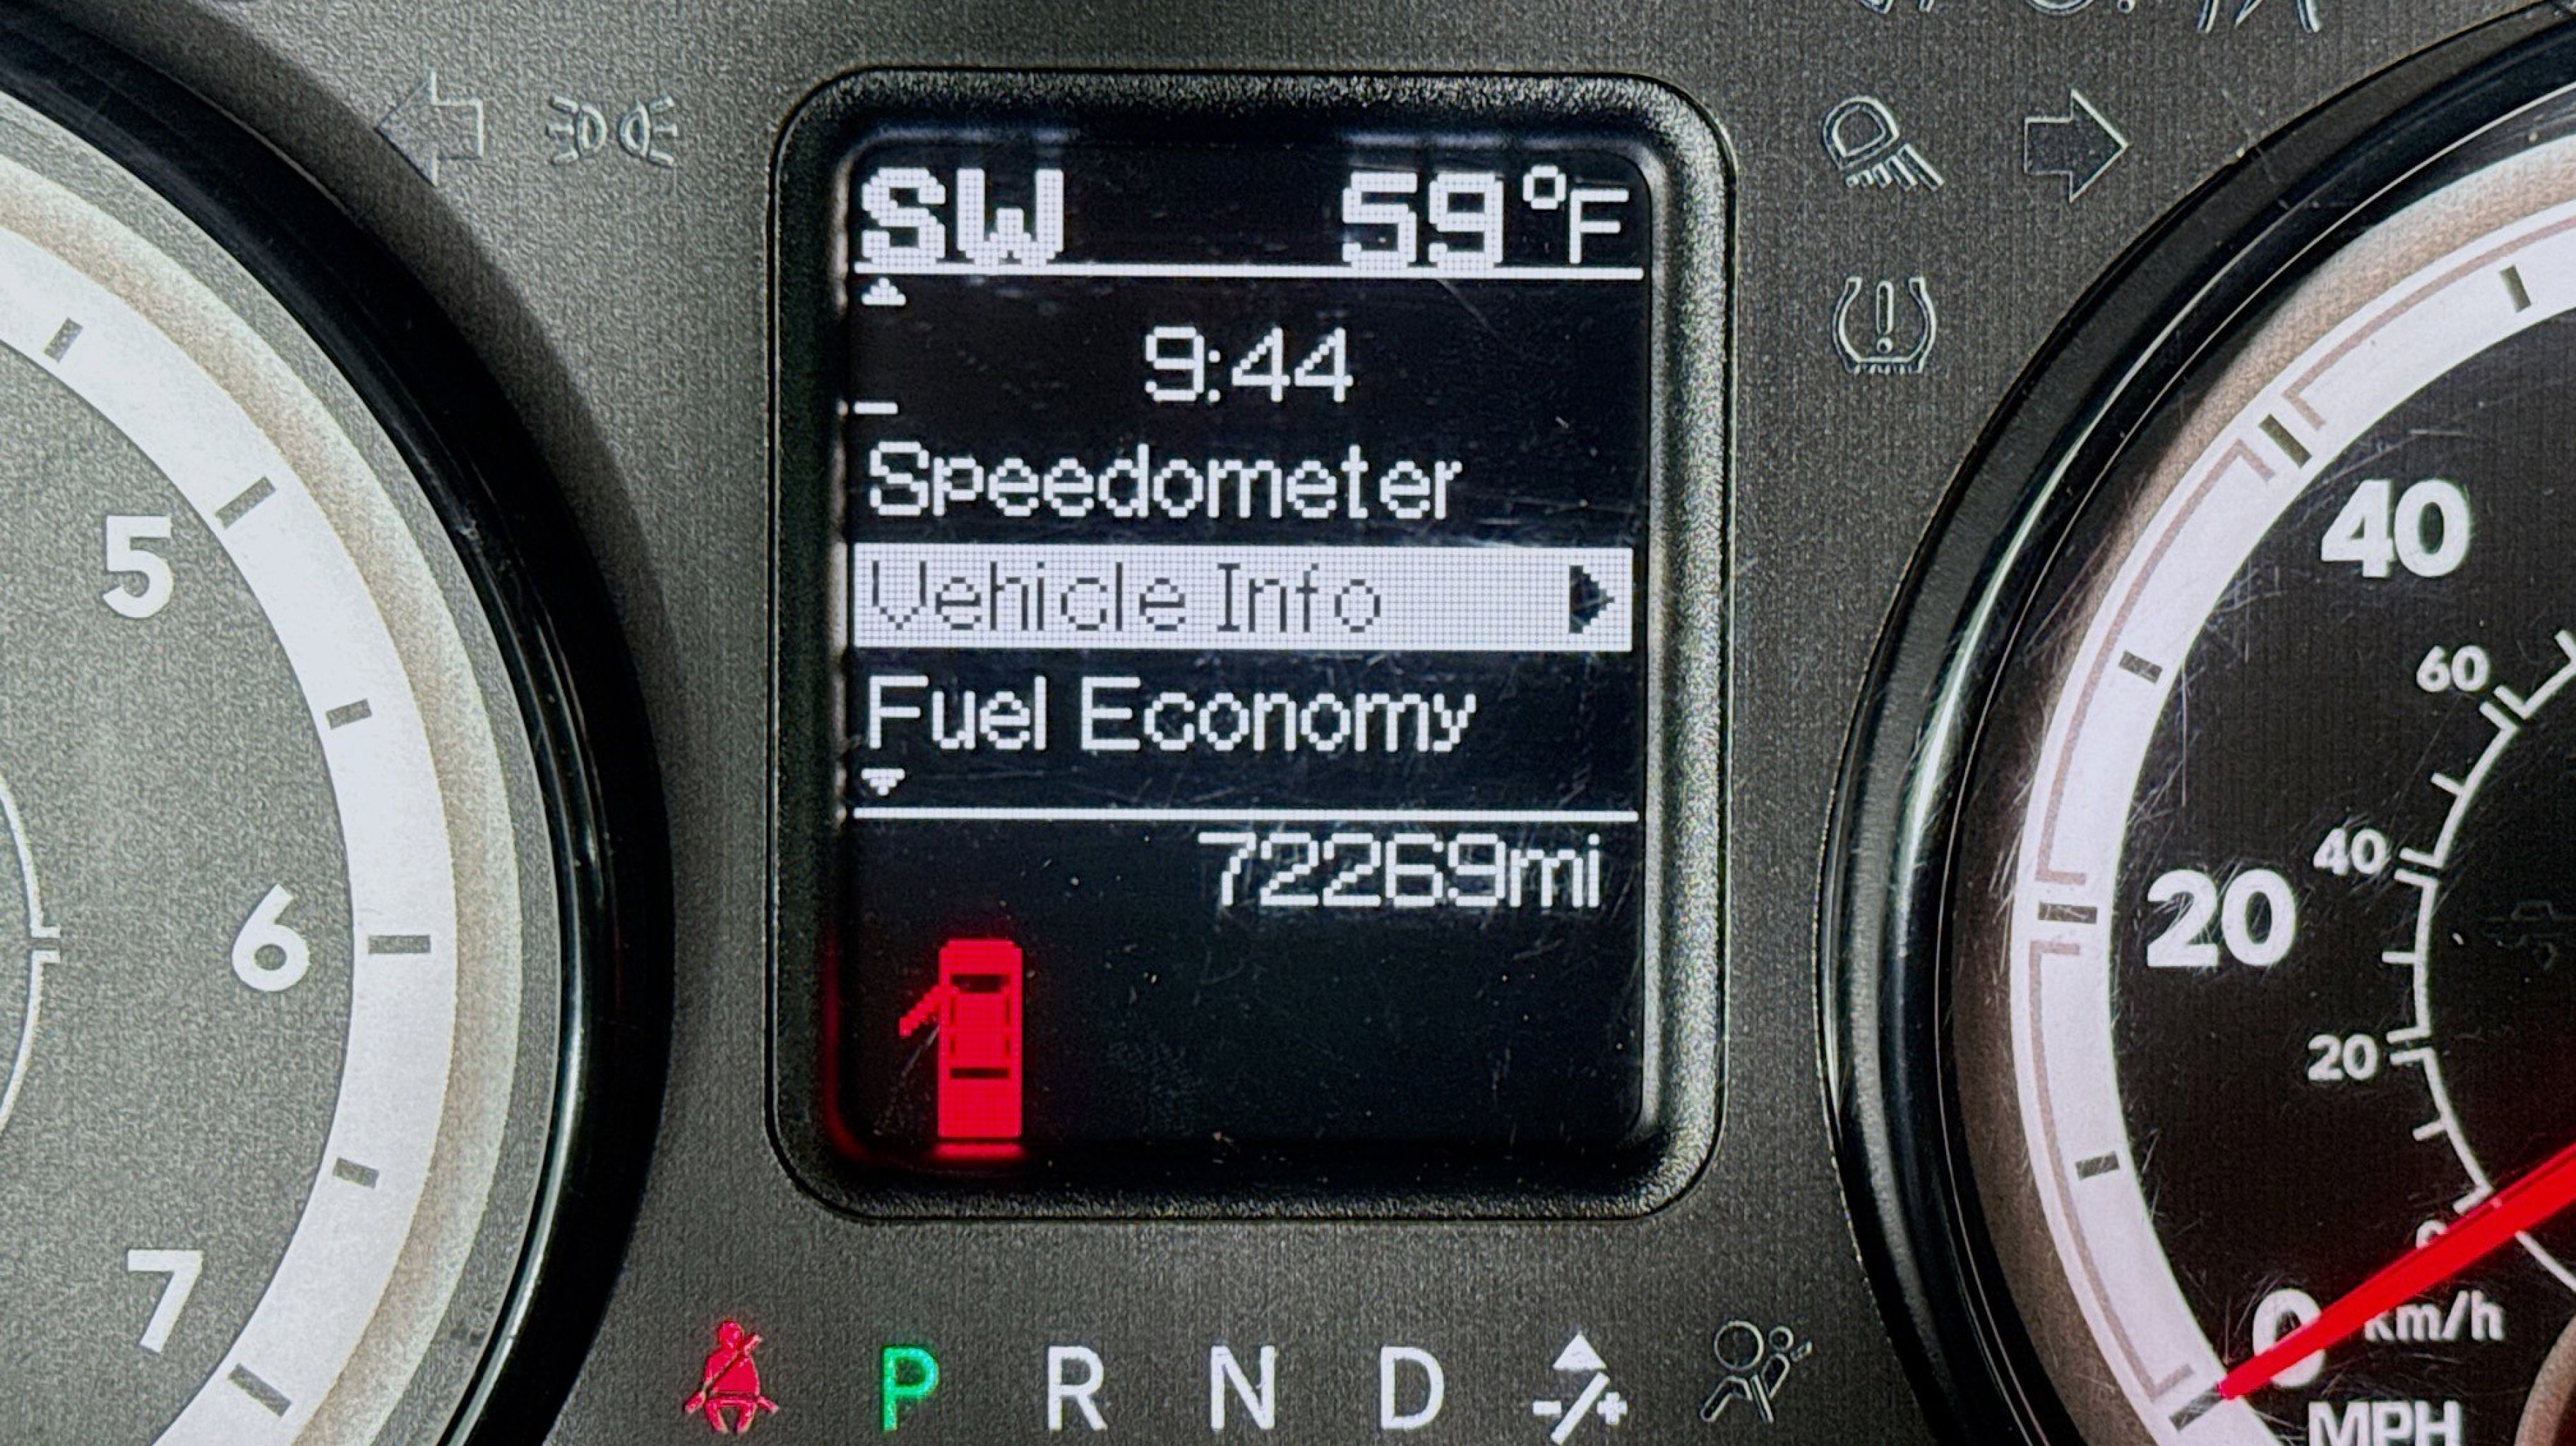 SW 59°F
9:44
Speedometer
Vehicle Info
Fuel Economy
72269mi
5
6
7
40
60
40
20
20
0
0
km/h
MPH
P R N D
-/+